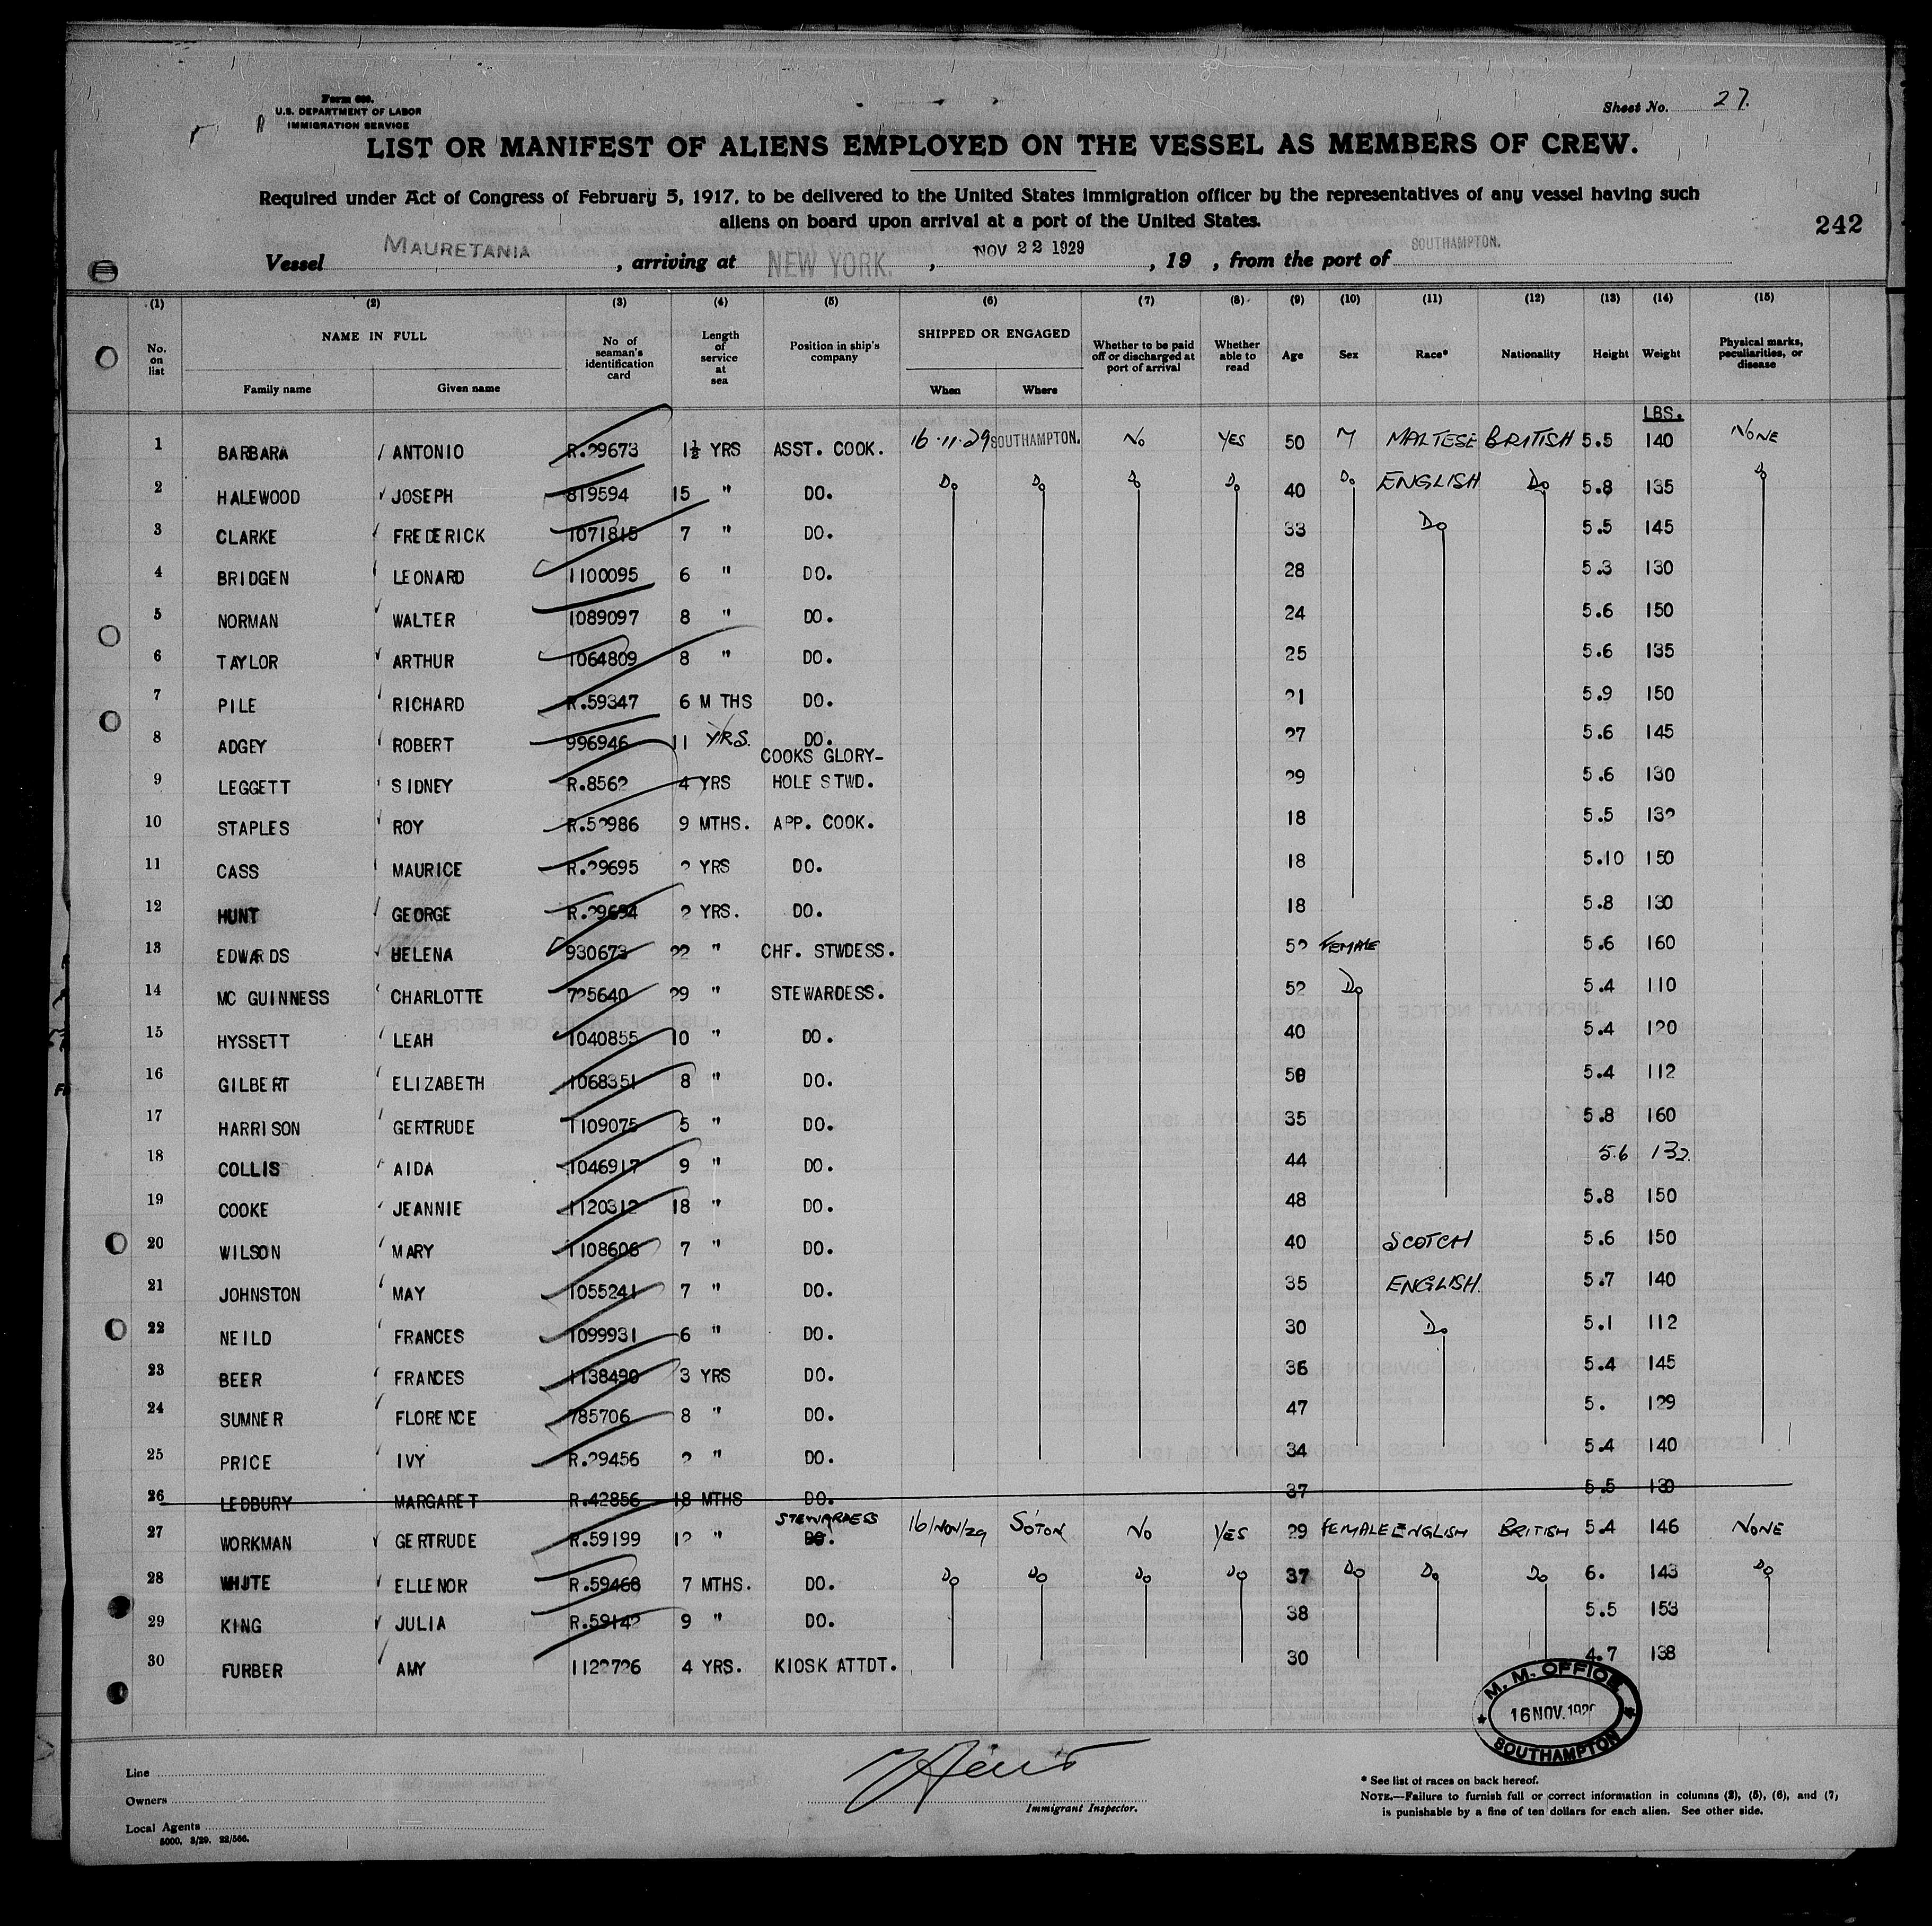 Form 680.
U.S. DEPARTMENT OF LABOR
IMMIGRATION SERVICE
Sheet No. 27.
LIST OR MANIFEST OF ALIENS EMPLOYED ON THE VESSEL AS MEMBERS OF CREW.
Required under Act of Congress of February 5, 1917, to be delivered to the United States immigration officer by the representatives of any vessel having such
aliens on board upon arrival at a port of the United States.
242
Vessel MAURETANIA, arriving at NEW YORK., NOV 22 1929, 19 , from the port of SOUTHAMPTON.
(1) (2) (3) (4) (5) (6) (7) (8) (9) (10) (11) (12) (13) (14) (15)
No. on list NAME IN FULL Family name Given name No of seaman's identification card Length of service at sea Position in ship's company SHIPPED OR ENGAGED When Where Whether to be paid off or discharged at port of arrival Whether able to read Age Sex Race* Nationality Height Weight Physical marks, peculiarities, or disease
LBS.
1 BARBARA ANTONIO R.29673 1½ YRS ASST. COOK. 16.11.29 SOUTHAMPTON. No YES 50 M MALTESE BRITISH 5.5 140 NONE
2 HALEWOOD JOSEPH 819594 15 " DO. Do Do Do Do 40 Do ENGLISH Do 5.8 135 Do
3 CLARKE FREDERICK 1071815 7 " DO. 33 Do 5.5 145
4 BRIDGEN LEONARD 1100095 6 " DO. 28 5.3 130
5 NORMAN WALTER 1089097 8 " DO. 24 5.6 150
6 TAYLOR ARTHUR 1064809 8 " DO. 25 5.6 135
7 PILE RICHARD R.59347 6 MTHS DO. 21 5.9 150
8 ADGEY ROBERT 996946 11 YRS. DO. 27 5.6 145
COOKS GLORY-
9 LEGGETT SIDNEY R.8562 4 YRS HOLE STWD. 29 5.6 130
10 STAPLES ROY R.52986 9 MTHS. APP. COOK. 18 5.5 132
11 CASS MAURICE R.29695 2 YRS DO. 18 5.10 150
12 HUNT GEORGE R.29694 2 YRS. DO. 18 5.8 130
13 EDWARDS HELENA 930673 22 " CHF. STWDESS. 52 FEMALE 5.6 160
14 MC GUINNESS CHARLOTTE 725640 29 " STEWARDESS. 52 Do 5.4 110
15 HYSSETT LEAH 1040855 10 " DO. 40 5.4 120
16 GILBERT ELIZABETH 1068351 8 " DO. 50 5.4 112
17 HARRISON GERTRUDE 1109075 5 " DO. 35 5.8 160
18 COLLIS AIDA 1046917 9 " DO. 44 5.6 132
19 COOKE JEANNIE 1120312 18 " DO. 48 5.8 150
20 WILSON MARY 1108606 7 " DO. 40 SCOTCH 5.6 150
21 JOHNSTON MAY 1055241 7 " DO. 35 ENGLISH. 5.7 140
22 NEILD FRANCES 1099931 6 " DO. 30 Do 5.1 112
23 BEER FRANCES 1138490 3 YRS DO. 36 5.4 145
24 SUMNER FLORENCE 785706 8 " DO. 47 5. 129
25 PRICE IVY R.29456 2 " DO. 34 5.4 140
26 LEDBURY MARGARET R.42856 18 MTHS DO. 37 5.5 130
27 WORKMAN GERTRUDE R.59199 12 " STEWARDESS DO. 16/NOV/29 SOTON No YES 29 FEMALE ENGLISH BRITISH 5.4 146 NONE
28 WHITE ELLENOR R.59468 7 MTHS. DO. Do Do Do Do 37 Do Do Do 6. 143 Do
29 KING JULIA R.59142 9 " DO. 38 5.5 153
30 FURBER AMY 1122726 4 YRS. KIOSK ATTDT. 30 4.7 138
M. M. OFFICE
16 NOV. 1929
SOUTHAMPTON
Line
Owners
Local Agents
5000. 3/29. 22/566.
Immigrant Inspector.
* See list of races on back hereof.
NOTE.—Failure to furnish full or correct information in columns (2), (5), (6), and (7)
is punishable by a fine of ten dollars for each alien. See other side.